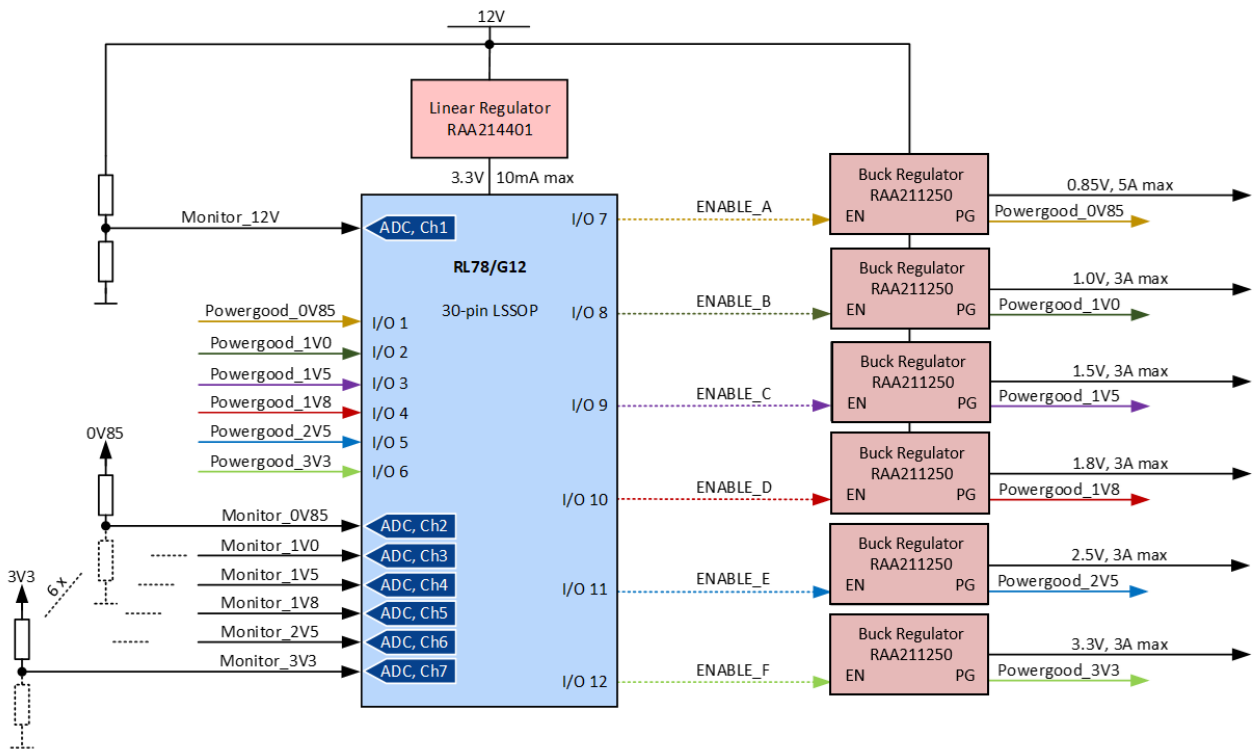 12V
Linear Regulator
RAA214401
3.3V 10mA max
Monitor_12V
ADC, Ch1
RL78/G12
30-pin LSSOP
Powergood_0V85
I/O 1
Powergood_1V0
I/O 2
Powergood_1V5
I/O 3
Powergood_1V8
I/O 4
Powergood_2V5
I/O 5
Powergood_3V3
I/O 6
0V85
Monitor_0V85
ADC, Ch2
Monitor_1V0
ADC, Ch3
Monitor_1V5
ADC, Ch4
Monitor_1V8
ADC, Ch5
Monitor_2V5
ADC, Ch6
Monitor_3V3
ADC, Ch7
3V3
6 x
I/O 7
ENABLE_A
Buck Regulator
RAA211250
EN PG
0.85V, 5A max
Powergood_0V85
I/O 8
ENABLE_B
Buck Regulator
RAA211250
EN PG
1.0V, 3A max
Powergood_1V0
I/O 9
ENABLE_C
Buck Regulator
RAA211250
EN PG
1.5V, 3A max
Powergood_1V5
I/O 10
ENABLE_D
Buck Regulator
RAA211250
EN PG
1.8V, 3A max
Powergood_1V8
I/O 11
ENABLE_E
Buck Regulator
RAA211250
EN PG
2.5V, 3A max
Powergood_2V5
I/O 12
ENABLE_F
Buck Regulator
RAA211250
EN PG
3.3V, 3A max
Powergood_3V3